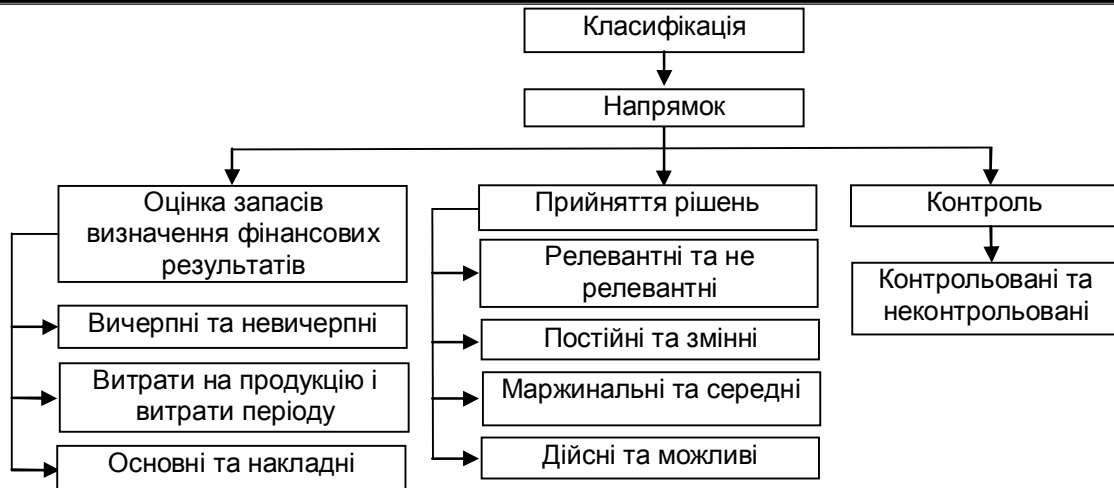 Класифікація
Напрямок
Оцінка запасів
визначення фінансових
результатів
Вичерпні та невичерпні
Витрати на продукцію і
витрати періоду
Основні та накладні
Прийняття рішень
Релевантні та не
релевантні
Постійні та змінні
Маржинальні та середні
Дійсні та можливі
Контроль
Контрольовані та
неконтрольовані